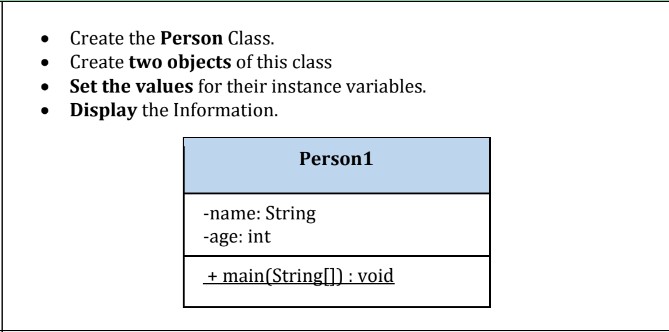 • Create the Person Class.
• Create two objects of this class
• Set the values for their instance variables.
• Display the Information.
Person1
-name: String
-age: int
+ main(String[]) : void